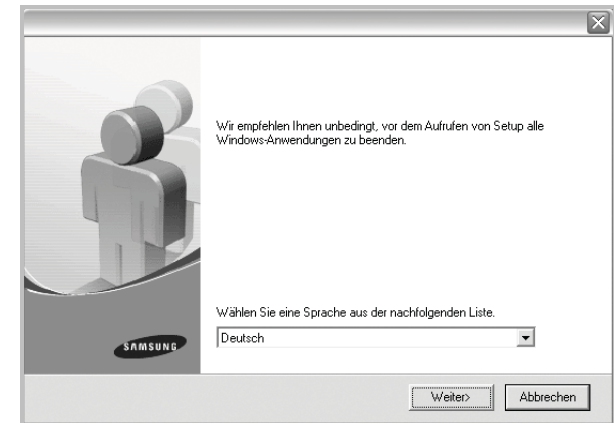 Wir empfehlen Ihnen unbedingt, vor dem Aufrufen von Setup alle
Windows-Anwendungen zu beenden.
Wählen Sie eine Sprache aus der nachfolgenden Liste.
Deutsch
SAMSUNG
Weiter>
Abbrechen